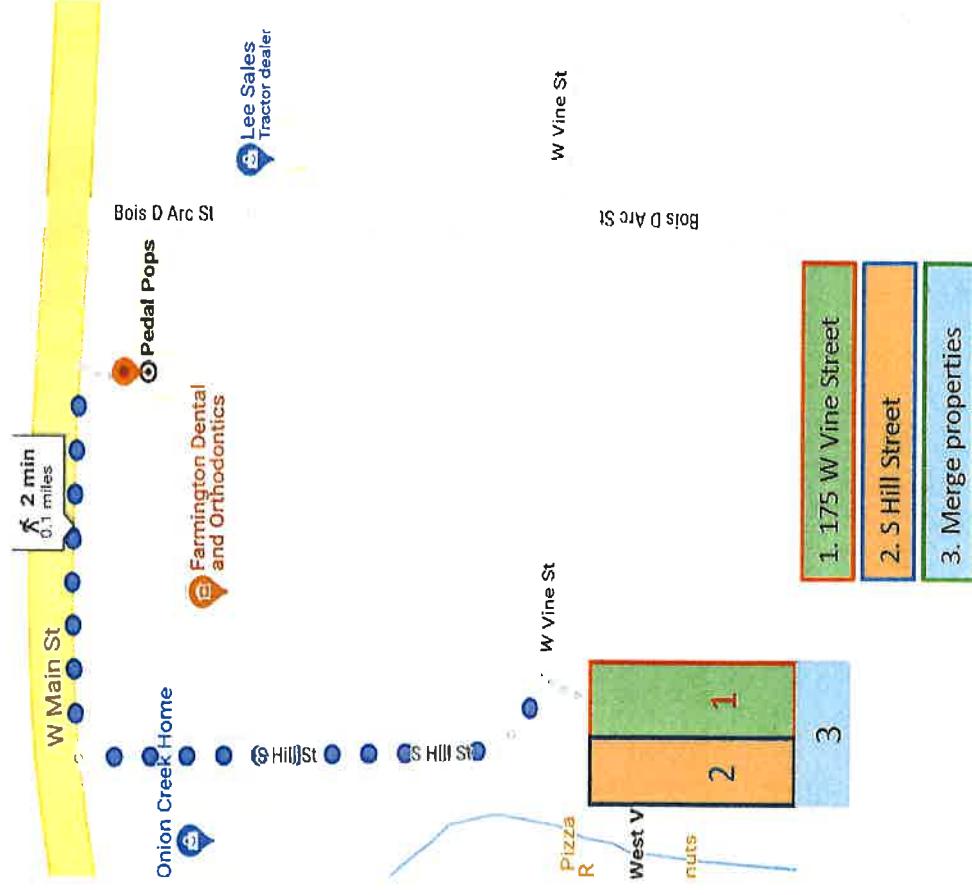 2 min
0.1 miles
W Main St
Bois D Arc St
Lee Sales
Tractor dealer
Pedal Pops
Farmington Dental
and Orthodontics
Onion Creek Home
S Hill St
S Hill St
W Vine St
Bois D Arc St
W Vine St
Pizza
R
West V
nuts
1
2
3
1. 175 W Vine Street
2. S Hill Street
3. Merge properties